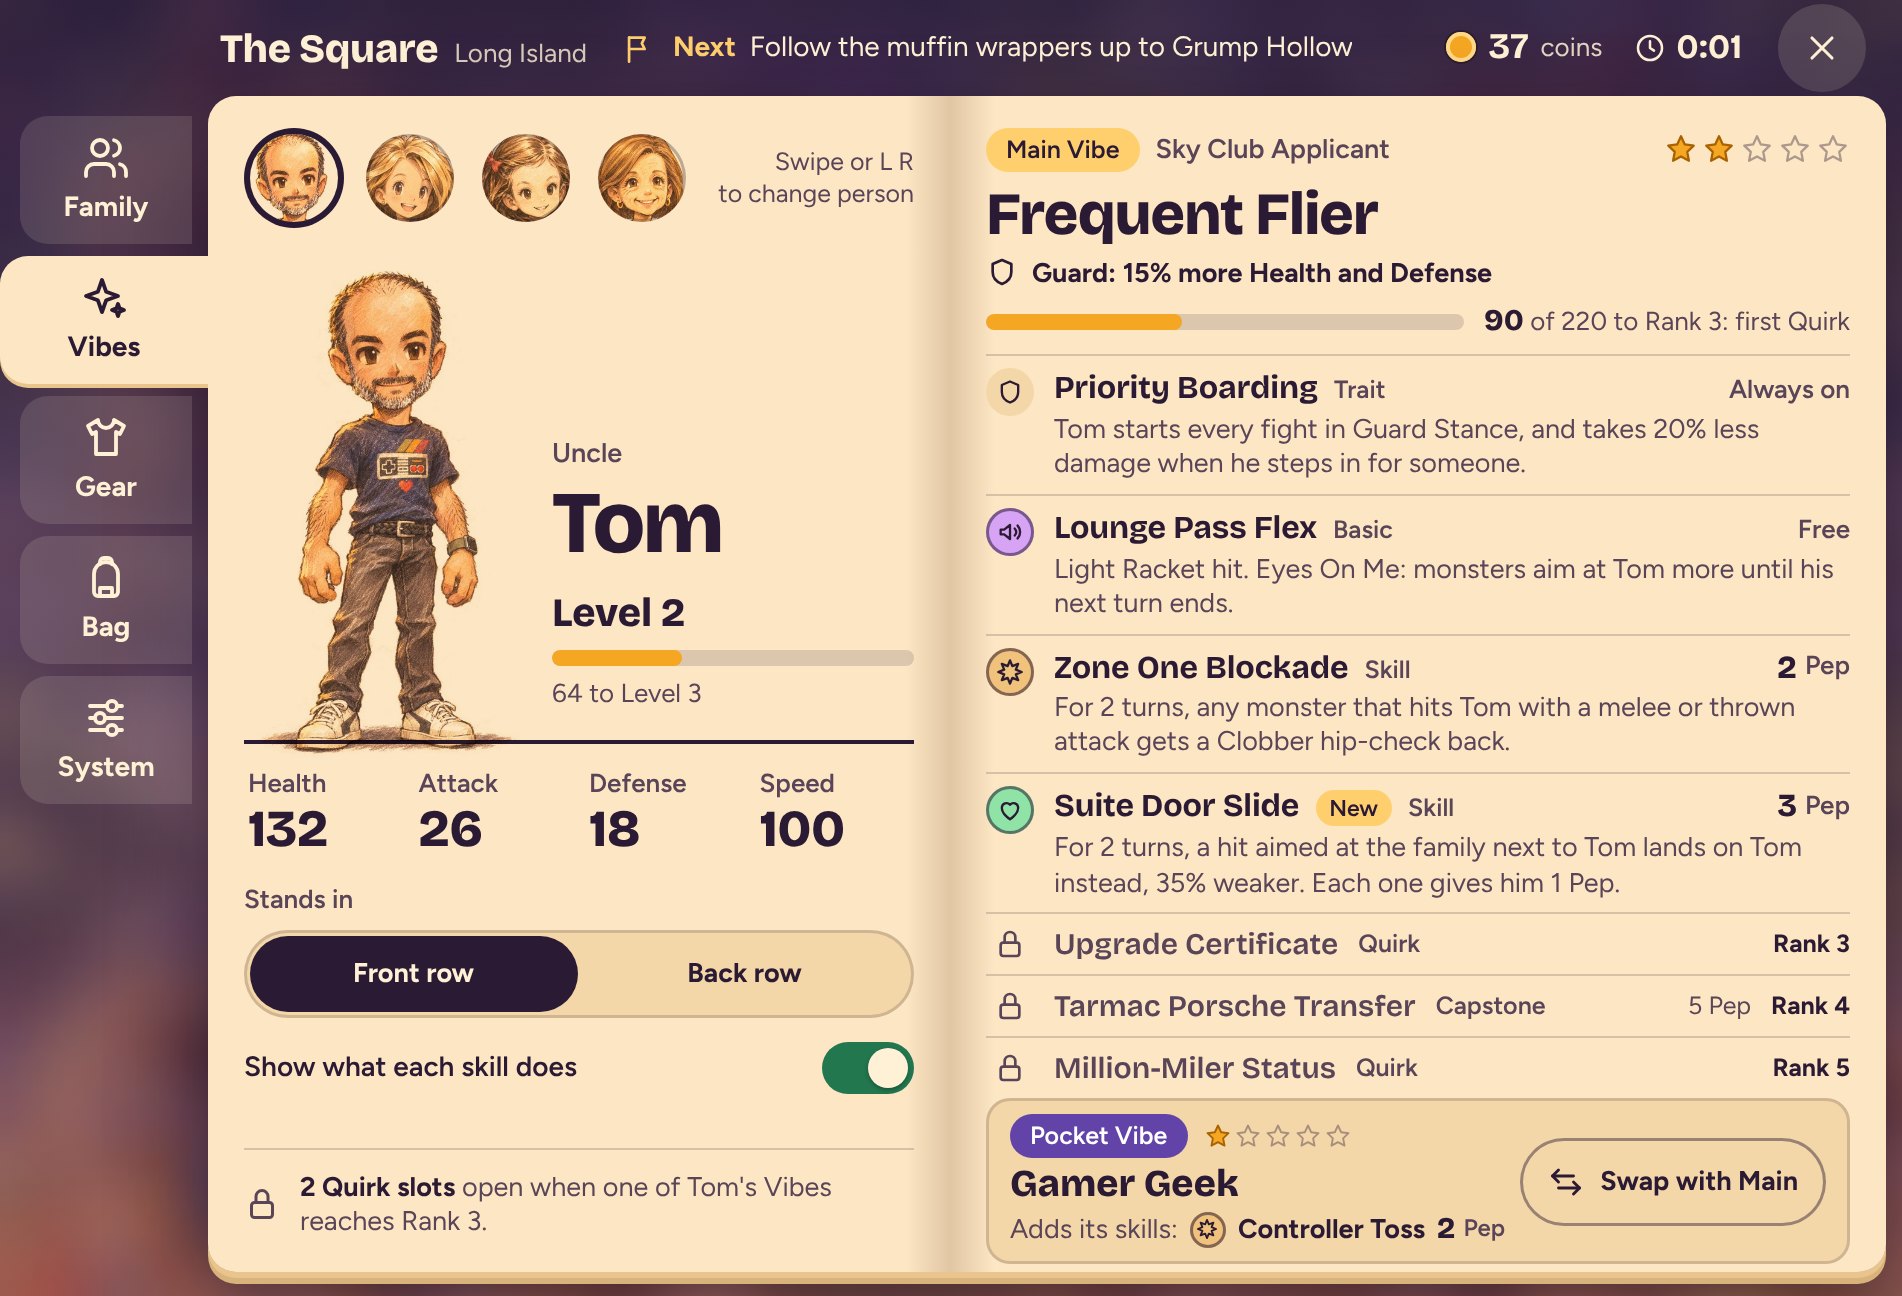 The Square Long Island Next Follow the muffin wrappers up to Grump Hollow 37 coins 0:01
Family
Vibes
Gear
Bag
System
Swipe or L R
to change person
Uncle
Tom
Level 2
64 to Level 3
Health Attack Defense Speed
132 26 18 100
Stands in
Front row Back row
Show what each skill does
2 Quirk slots open when one of Tom's Vibes
reaches Rank 3.
Main Vibe Sky Club Applicant
Frequent Flier
Guard: 15% more Health and Defense
90 of 220 to Rank 3: first Quirk
Priority Boarding Trait Always on
Tom starts every fight in Guard Stance, and takes 20% less
damage when he steps in for someone.
Lounge Pass Flex Basic Free
Light Racket hit. Eyes On Me: monsters aim at Tom more until his
next turn ends.
Zone One Blockade Skill 2 Pep
For 2 turns, any monster that hits Tom with a melee or thrown
attack gets a Clobber hip-check back.
Suite Door Slide New Skill 3 Pep
For 2 turns, a hit aimed at the family next to Tom lands on Tom
instead, 35% weaker. Each one gives him 1 Pep.
Upgrade Certificate Quirk Rank 3
Tarmac Porsche Transfer Capstone 5 Pep Rank 4
Million-Miler Status Quirk Rank 5
Pocket Vibe
Gamer Geek
Adds its skills: Controller Toss 2 Pep
Swap with Main